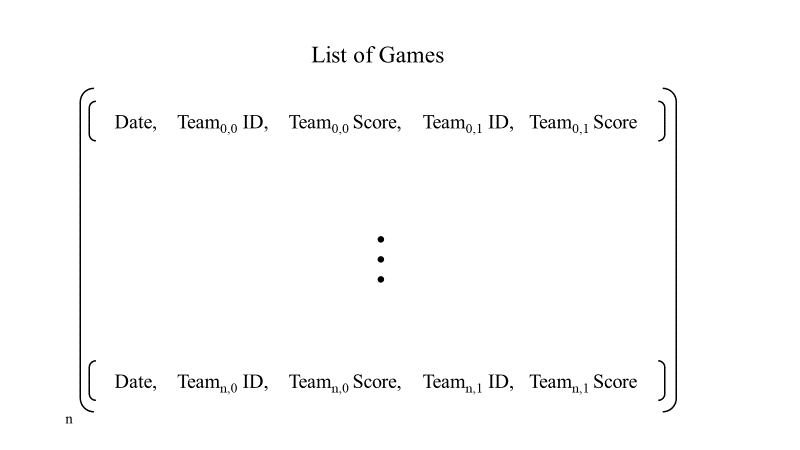 List of Games
Date, Team0,0 ID, Team0,0 Score, Team0,1 ID, Team0,1 Score
Date, Teamn,0 ID, Teamn,0 Score, Teamn,1 ID, Teamn,1 Score
n